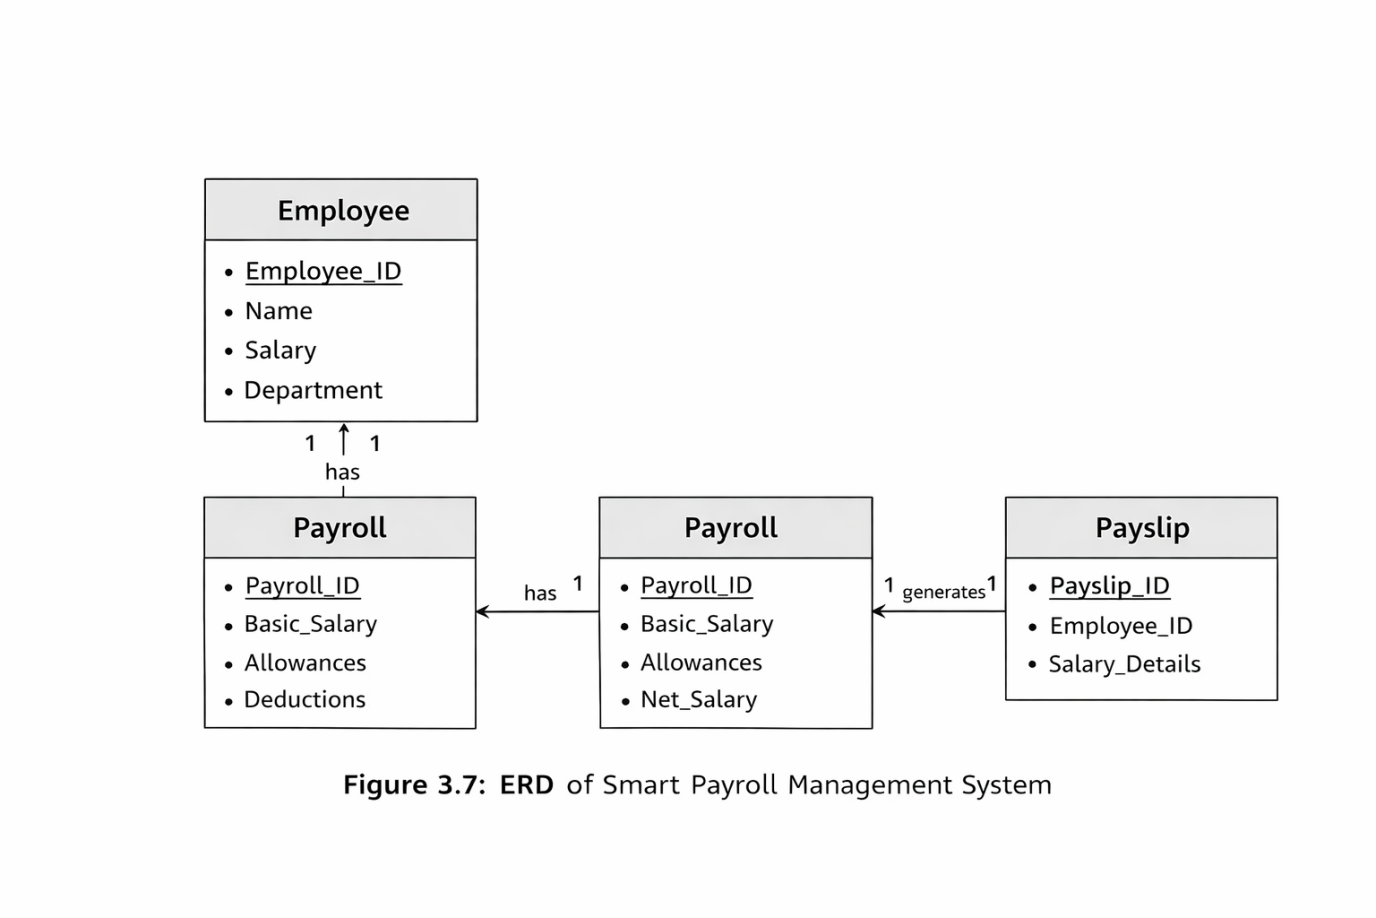 Employee
• Employee_ID
• Name
• Salary
• Department
1 1
has
Payroll
• Payroll_ID
• Basic_Salary
• Allowances
• Deductions
has 1
Payroll
• Payroll_ID
• Basic_Salary
• Allowances
• Net_Salary
1 generates 1
Payslip
• Payslip_ID
• Employee_ID
• Salary_Details
Figure 3.7: ERD of Smart Payroll Management System